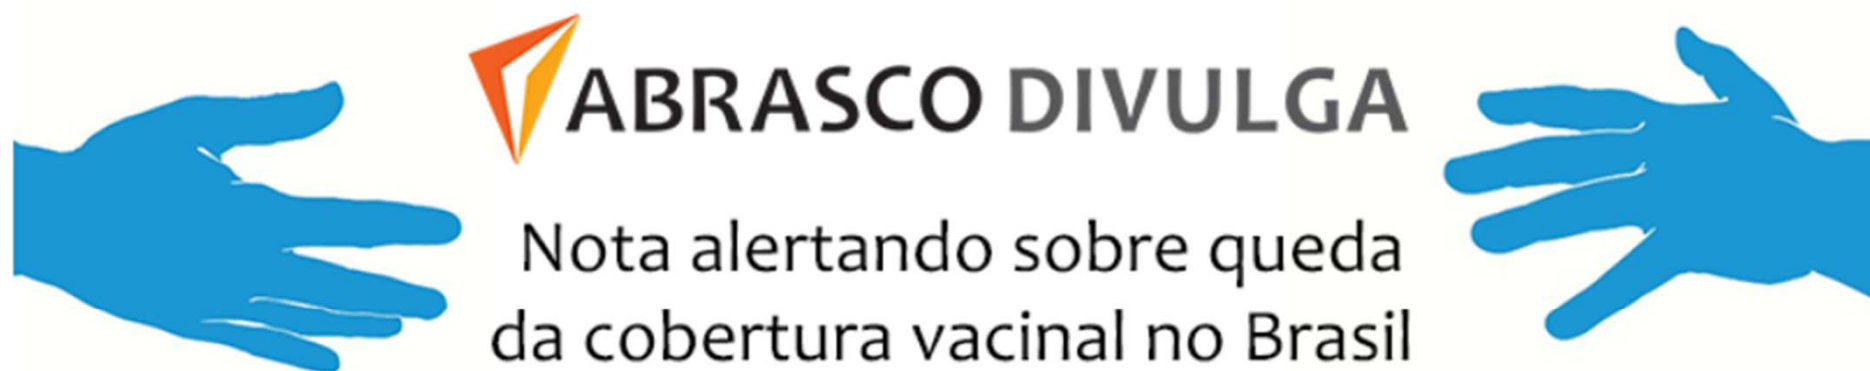 ABRASCO DIVULGA
Nota alertando sobre queda
da cobertura vacinal no Brasil